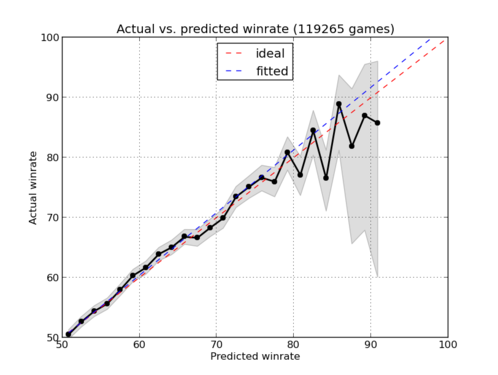 Actual vs. predicted winrate (119265 games)
100
90
80
70
60
50
Actual winrate
ideal
fitted
50 60 70 80 90 100
Predicted winrate